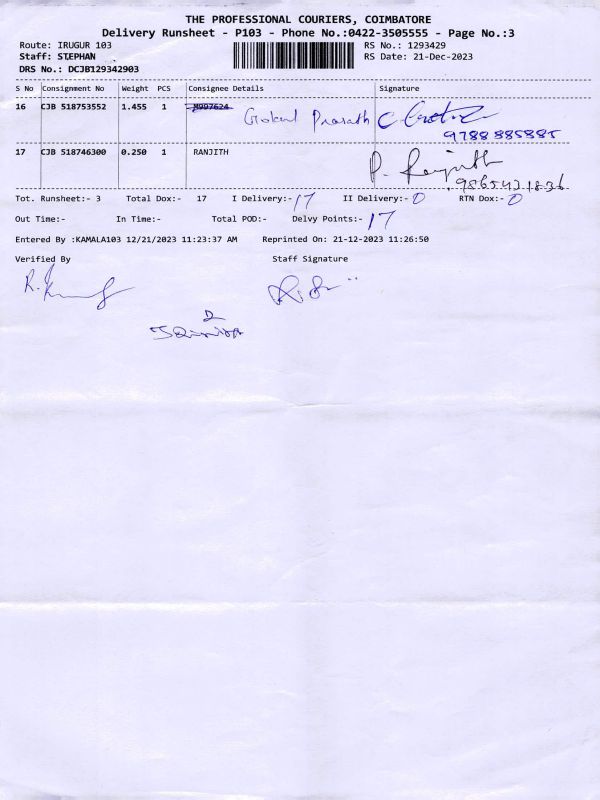 THE PROFESSIONAL COURIERS, COIMBATORE
Delivery Runsheet - P103 - Phone No.:0422-3505555 - Page No.:3
Route: IRUGUR 103 RS No.: 1293429
Staff: STEPHAN RS Date: 21-Dec-2023
DRS No.: DCJB129342903
S No Consignment No Weight PCS Consignee Details Signature
16 CJB 518753552 1.455 1 M997624 Gokul Prasath
9788885885
17 CJB 518746300 0.250 1 RANJITH P. Ranjith
Tot. Runsheet:- 3 Total Dox:- 17 I Delivery:- 17 II Delivery:- 0 RTN Dox:- 0
Out Time:- In Time:- Total POD:- Delvy Points:- 17
Entered By :KAMALA103 12/21/2023 11:23:37 AM Reprinted On: 21-12-2023 11:26:50
Verified By Staff Signature